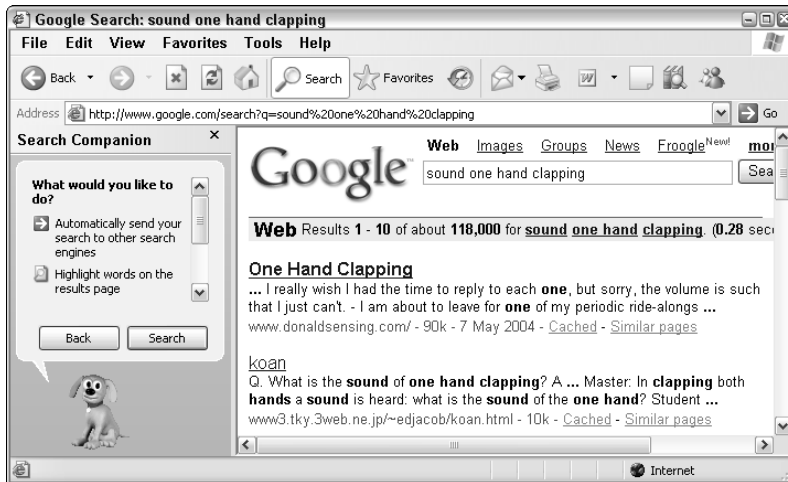 Google Search: sound one hand clapping
File Edit View Favorites Tools Help
Back Search Favorites W
Address http://www.google.com/search?q=sound%20one%20hand%20clapping Go
Search Companion ×
What would you like to
do?
Automatically send your
search to other search
engines
Highlight words on the
results page
Back Search
Google™
Web Images Groups News Froogle New!
sound one hand clapping
Web Results 1 - 10 of about 118,000 for sound one hand clapping. (0.28
One Hand Clapping
... I really wish I had the time to reply to each one, but sorry, the volume is such
that I just can't. - I am about to leave for one of my periodic ride-alongs ...
www.donaldsensing.com/ - 90k - 7 May 2004 - Cached - Similar pages
koan
Q. What is the sound of one hand clapping? A ... Master: In clapping both
hands a sound is heard: what is the sound of the one hand? Student ...
www3.tky.3web.ne.jp/~edjacob/koan.html - 10k - Cached - Similar pages
Internet